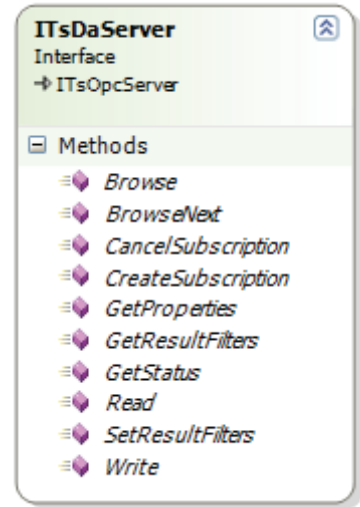 ITsDaServer
Interface
ITsOpcServer
Methods
Browse
BrowseNext
CancelSubscription
CreateSubscription
GetProperties
GetResultFilters
GetStatus
Read
SetResultFilters
Write